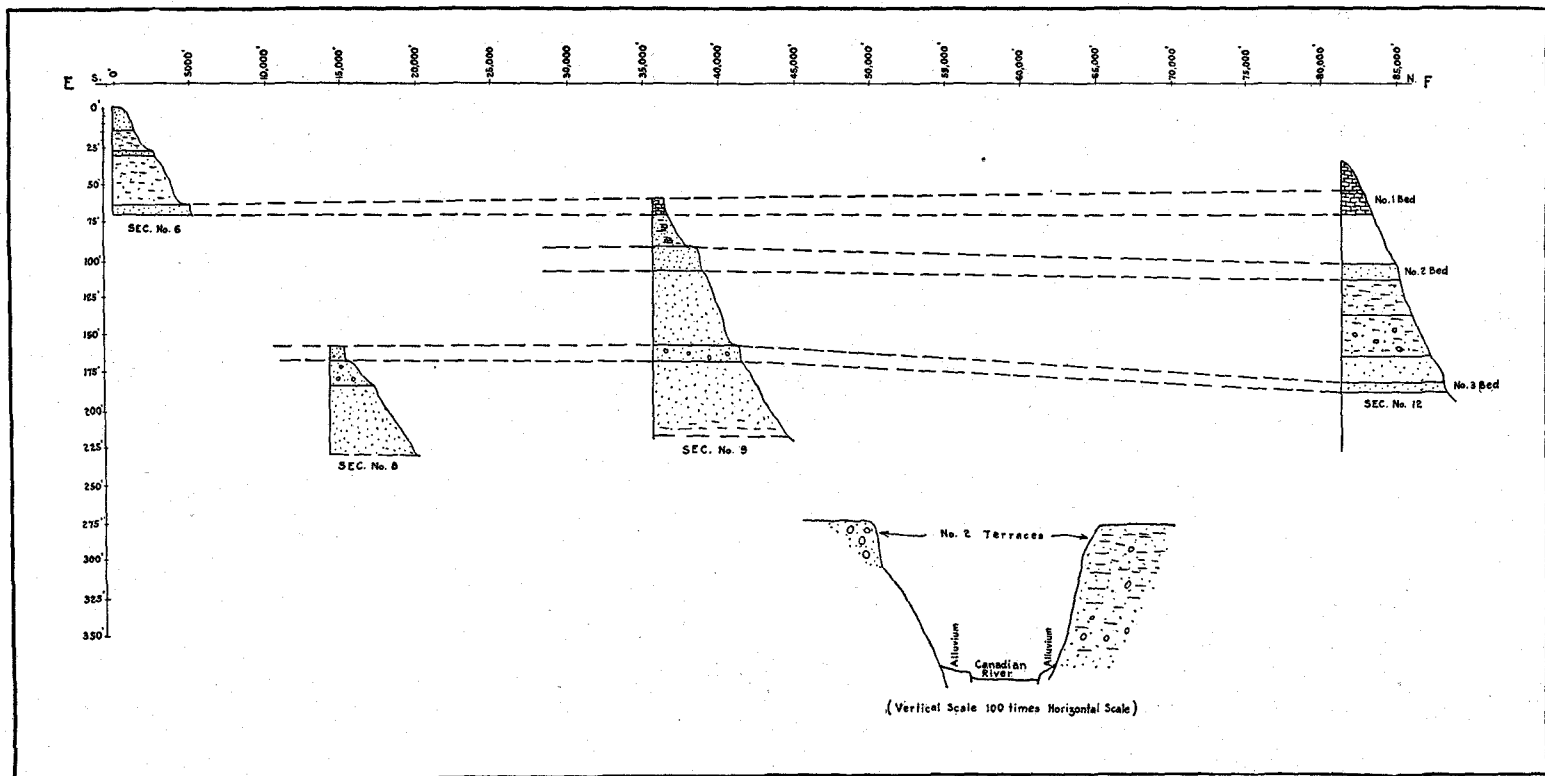 E S. 0' 5000' 10,000' 15,000' 20,000' 25,000' 30,000' 35,000' 40,000' 45,000' 50,000' 55,000' 60,000' 65,000' 70,000' 75,000' 80,000' 85,000' N. F
0'
25'
50'
75'
100'
125'
150'
175'
200'
225'
250'
275'
300'
325'
350'
SEC. No. 6
SEC. No. 8
SEC. No. 9
No. 1 Bed
No. 2 Bed
No. 3 Bed
SEC. No. 12
No. 2 Terraces
Alluvium
Canadian
River
Alluvium
(Vertical Scale 100 times Horizontal Scale)